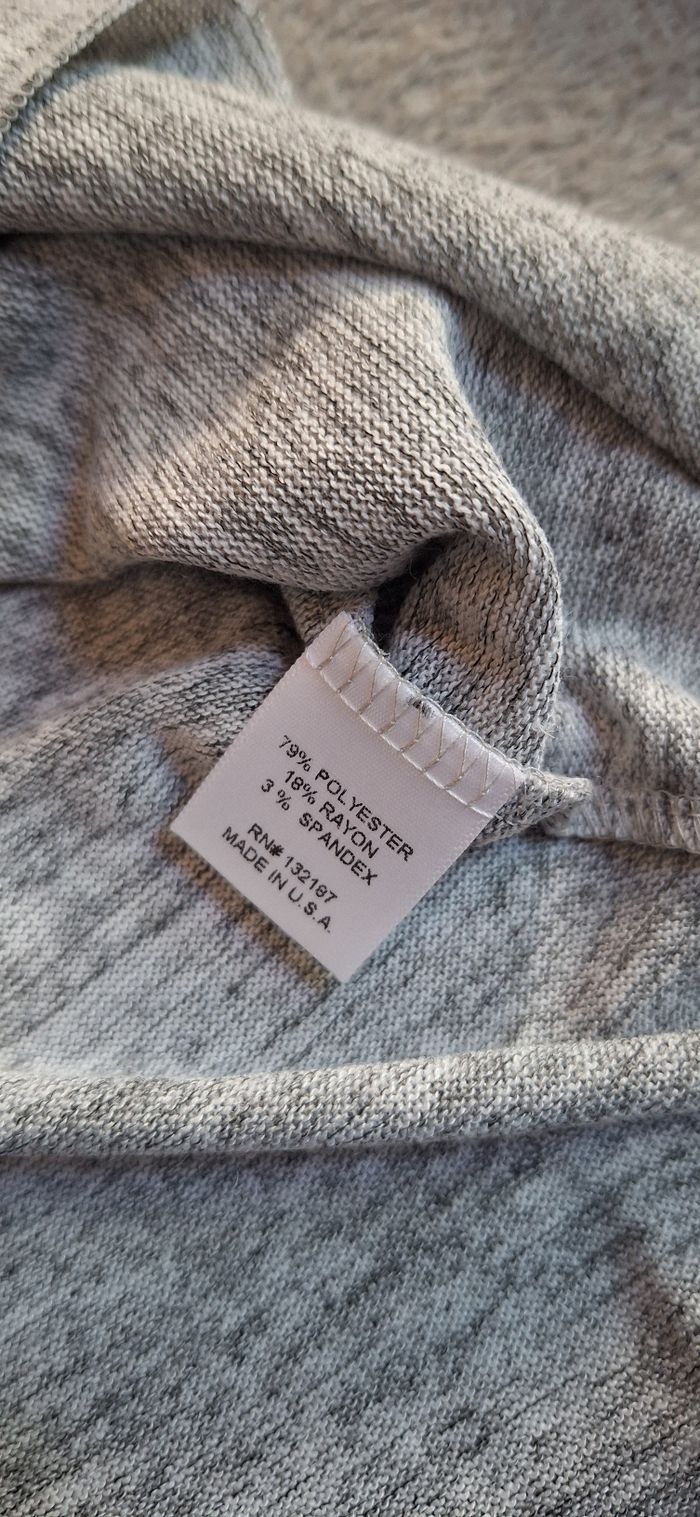 79% POLYESTER
18% RAYON
3 % SPANDEX
RN# 132187
MADE IN U.S.A.